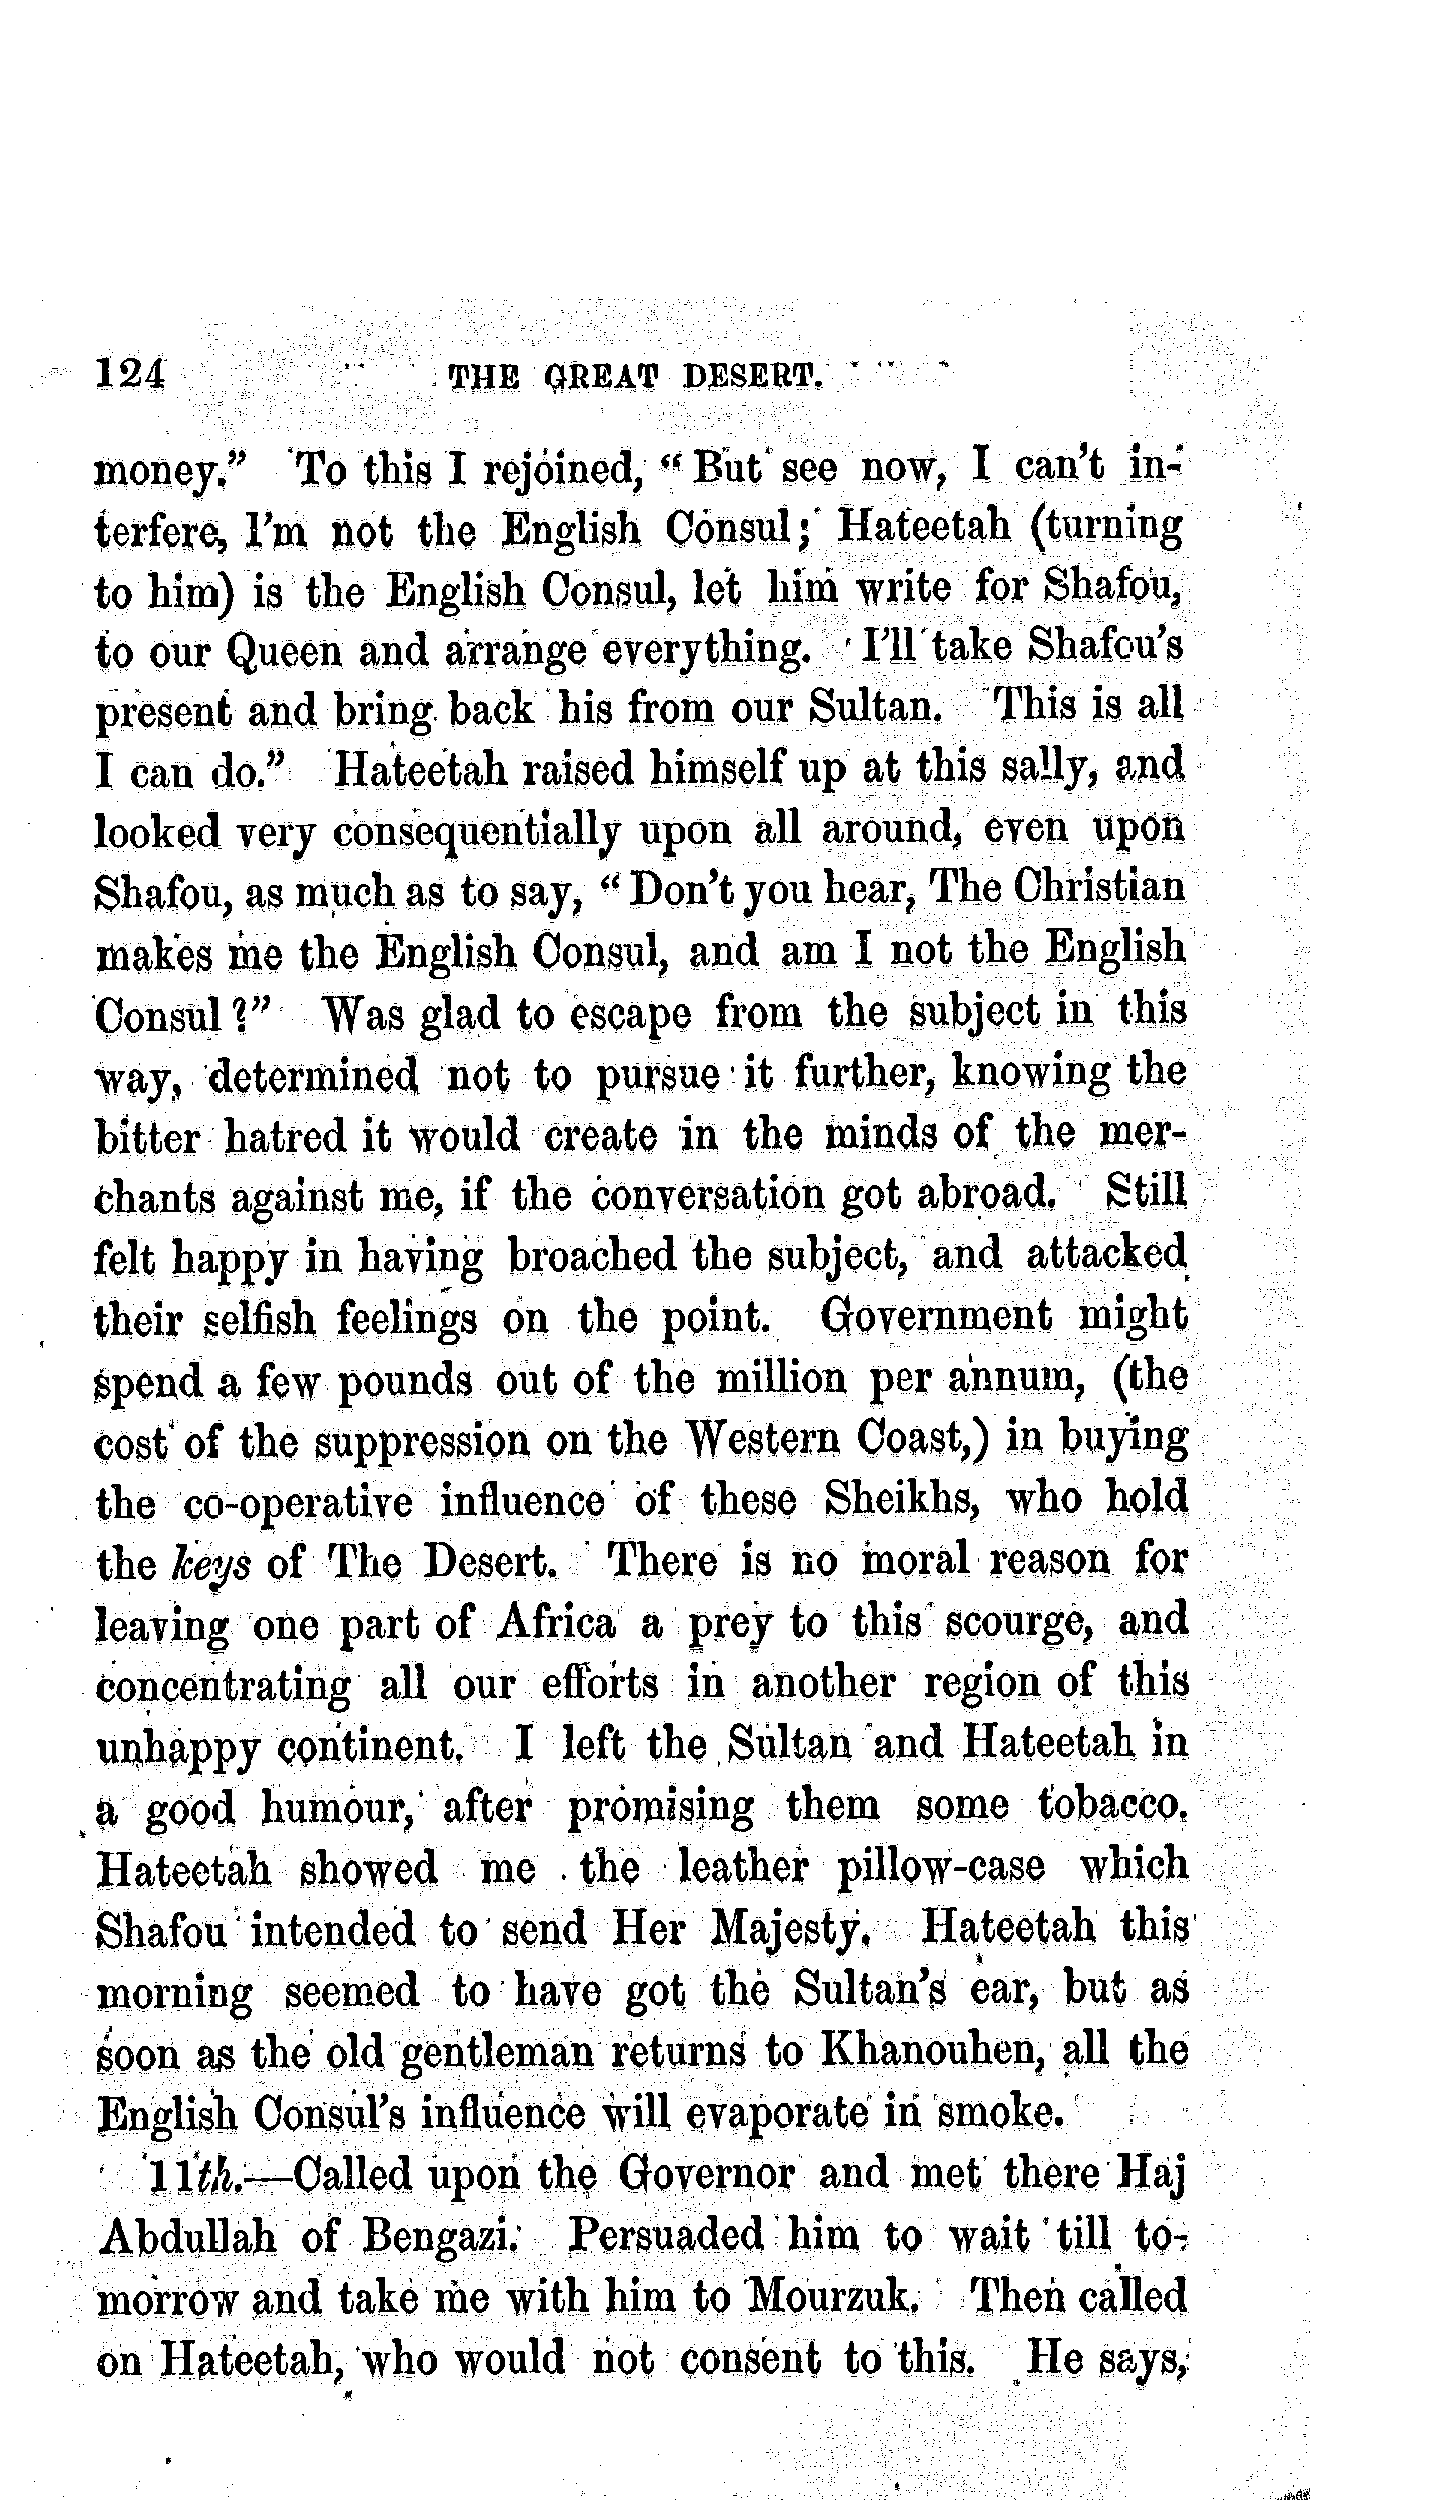 124 THE GREAT DESERT.
money.” To this I rejoined, “ But see now, I can't in-
terfere, I'm not the English Consul; Hateetah (turning
to him) is the English Consul, let him write for Shafou,
to our Queen and arrange everything. I'll take Shafou's
present and bring back his from our Sultan. This is all
I can do.” Hateetah raised himself up at this sally, and
looked very consequentially upon all around, even upon
Shafou, as much as to say, “ Don't you hear, The Christian
makes me the English Consul, and am I not the English
Consul?” Was glad to escape from the subject in this
way, determined not to pursue it further, knowing the
bitter hatred it would create in the minds of the mer-
chants against me, if the conversation got abroad. Still
felt happy in having broached the subject, and attacked
their selfish feelings on the point. Government might
spend a few pounds out of the million per annum, (the
cost of the suppression on the Western Coast,) in buying
the co-operative influence of these Sheikhs, who hold
the keys of The Desert. There is no moral reason for
leaving one part of Africa a prey to this scourge, and
concentrating all our efforts in another region of this
unhappy continent. I left the Sultan and Hateetah in
a good humour, after promising them some tobacco.
Hateetah showed me the leather pillow-case which
Shafou intended to send Her Majesty. Hateetah this
morning seemed to have got the Sultan's ear, but as
soon as the old gentleman returns to Khanouhen, all the
English Consul's influence will evaporate in smoke.
11th.—Called upon the Governor and met there Haj
Abdullah of Bengazi. Persuaded him to wait till to-
morrow and take me with him to Mourzuk. Then called
on Hateetah, who would not consent to this. He says,